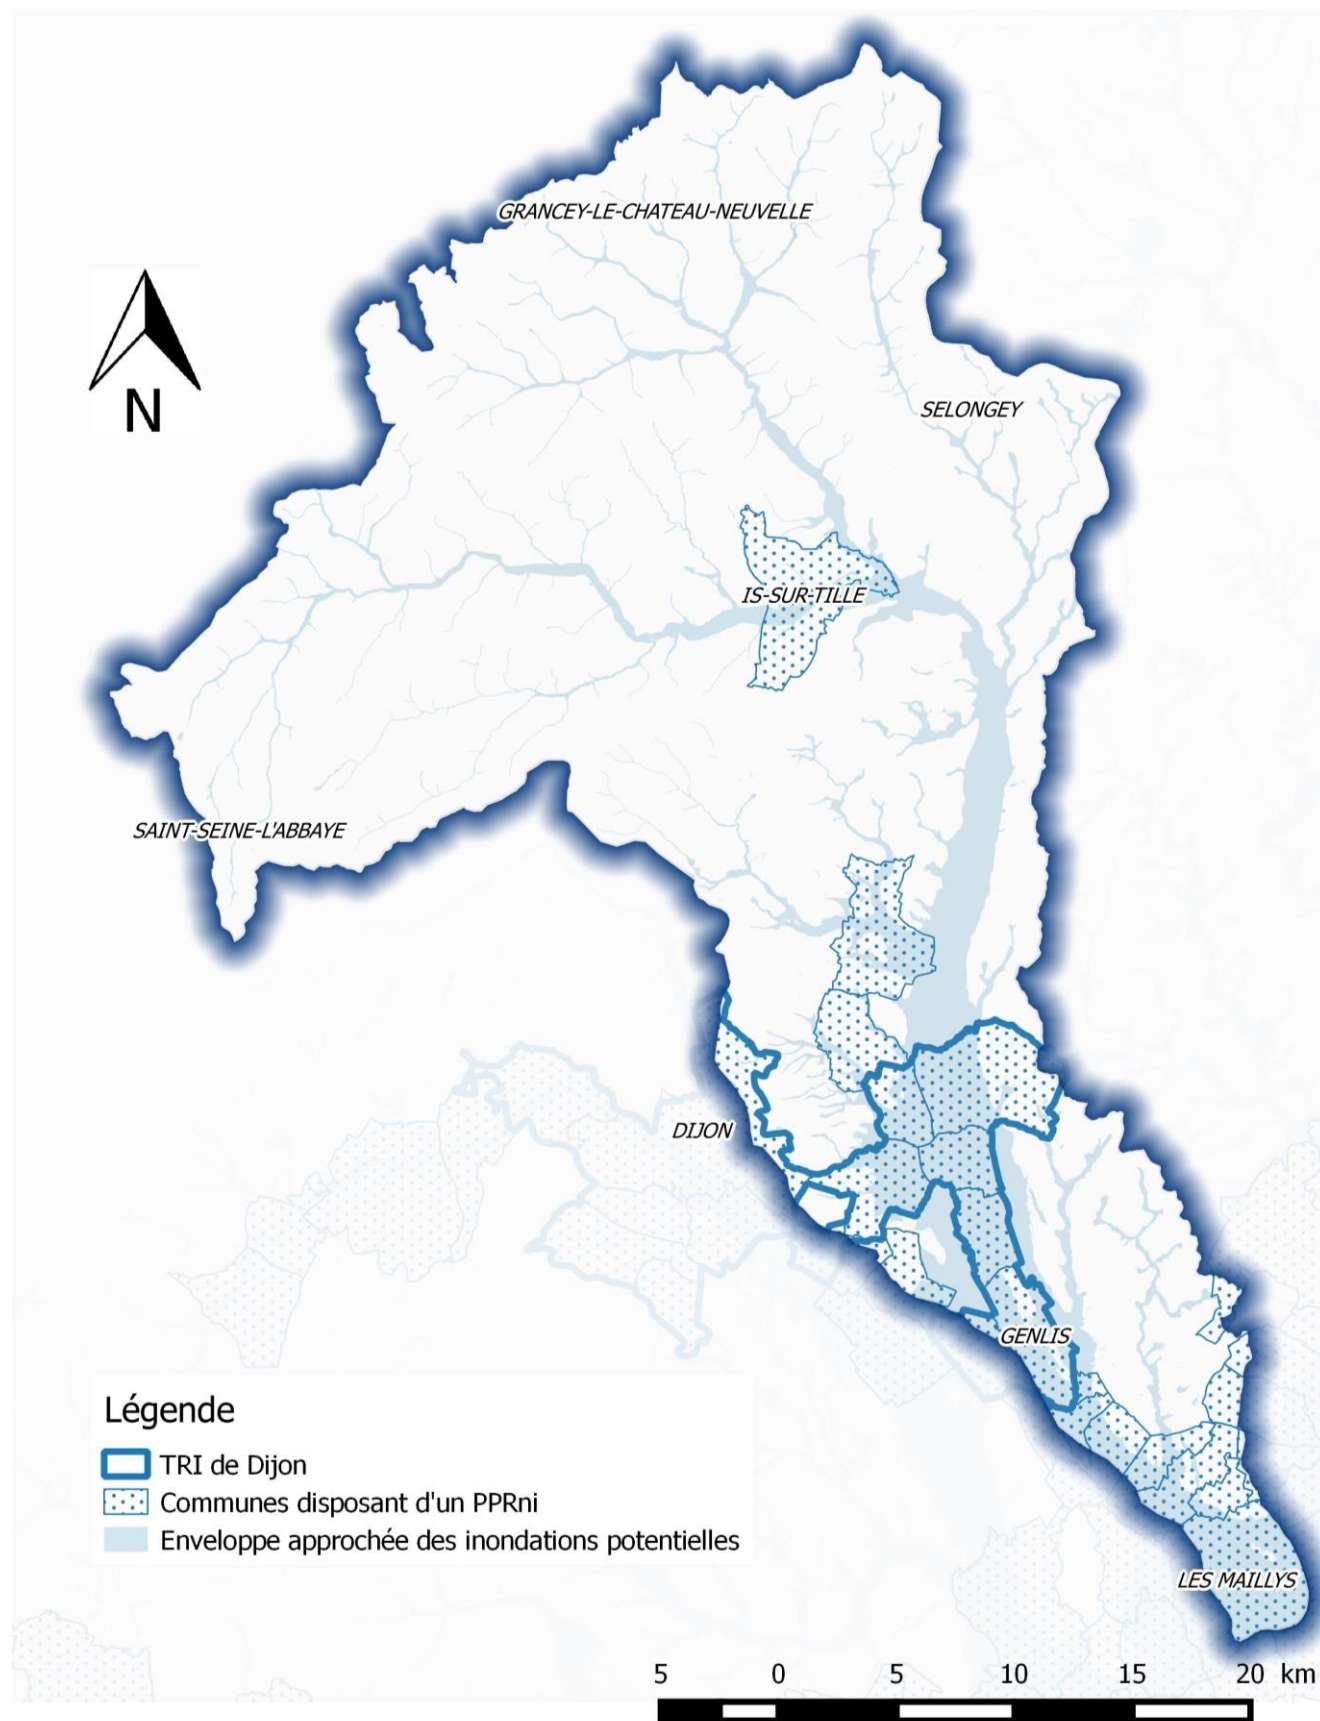 GRANCEY-LE-CHATEAU-NEUVELLE
N
SELONGEY
IS-SUR-TILLE
SAINT-SEINE-L'ABBAYE
DIJON
GENLIS
Légende
TRI de Dijon
Communes disposant d'un PPRni
Enveloppe approchée des inondations potentielles
LES MAILLYS
5 0 5 10 15 20 km